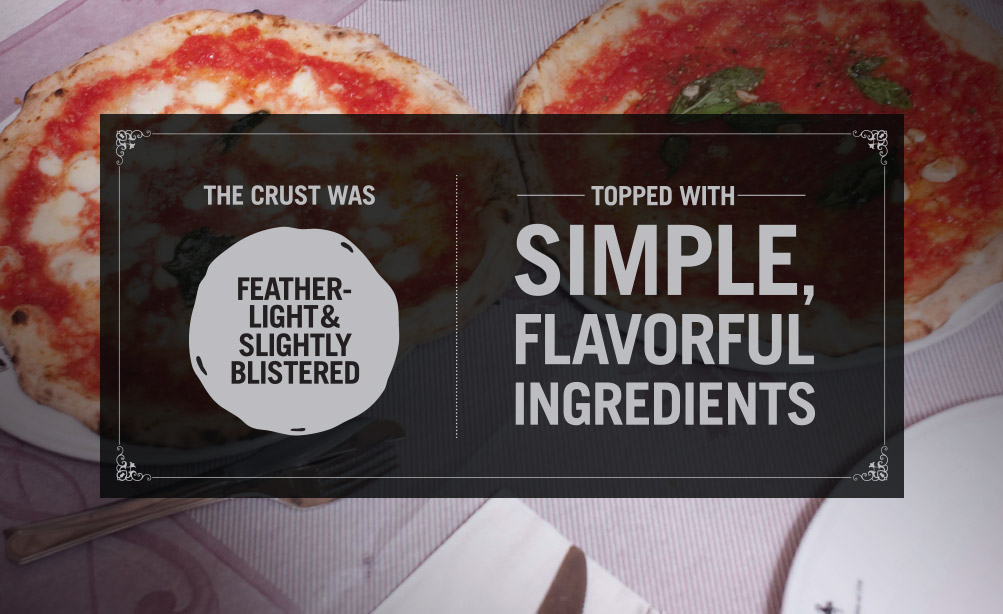 THE CRUST WAS
FEATHER-
LIGHT &
SLIGHTLY
BLISTERED
TOPPED WITH
SIMPLE,
FLAVORFUL
INGREDIENTS